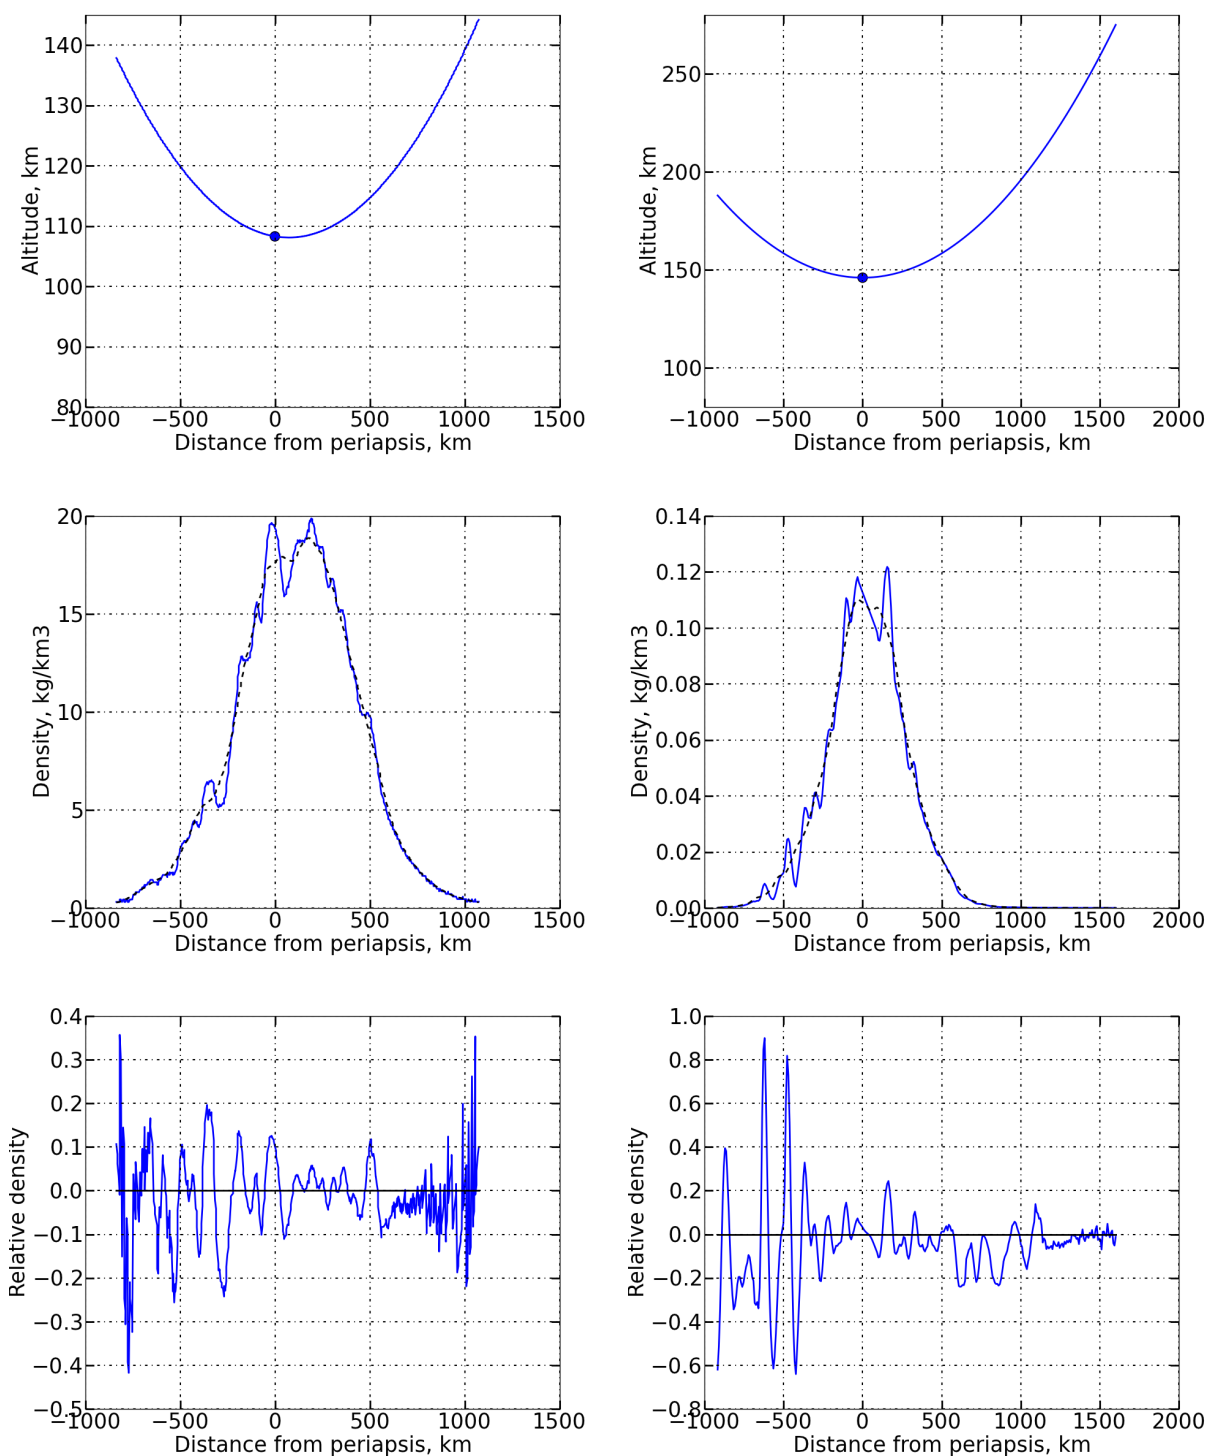 140
130
120
110
100
90
80
−1000 −500 0 500 1000 1500
Distance from periapsis, km
Altitude, km
250
200
150
100
−1000 −500 0 500 1000 1500 2000
Distance from periapsis, km
Altitude, km
20
15
10
5
0
−1000 −500 0 500 1000 1500
Distance from periapsis, km
Density, kg/km3
0.14
0.12
0.10
0.08
0.06
0.04
0.02
0.00
−1000 −500 0 500 1000 1500 2000
Distance from periapsis, km
Density, kg/km3
0.4
0.3
0.2
0.1
0.0
−0.1
−0.2
−0.3
−0.4
−0.5
−1000 −500 0 500 1000 1500
Distance from periapsis, km
Relative density
1.0
0.8
0.6
0.4
0.2
0.0
−0.2
−0.4
−0.6
−0.8
−1000 −500 0 500 1000 1500 2000
Distance from periapsis, km
Relative density